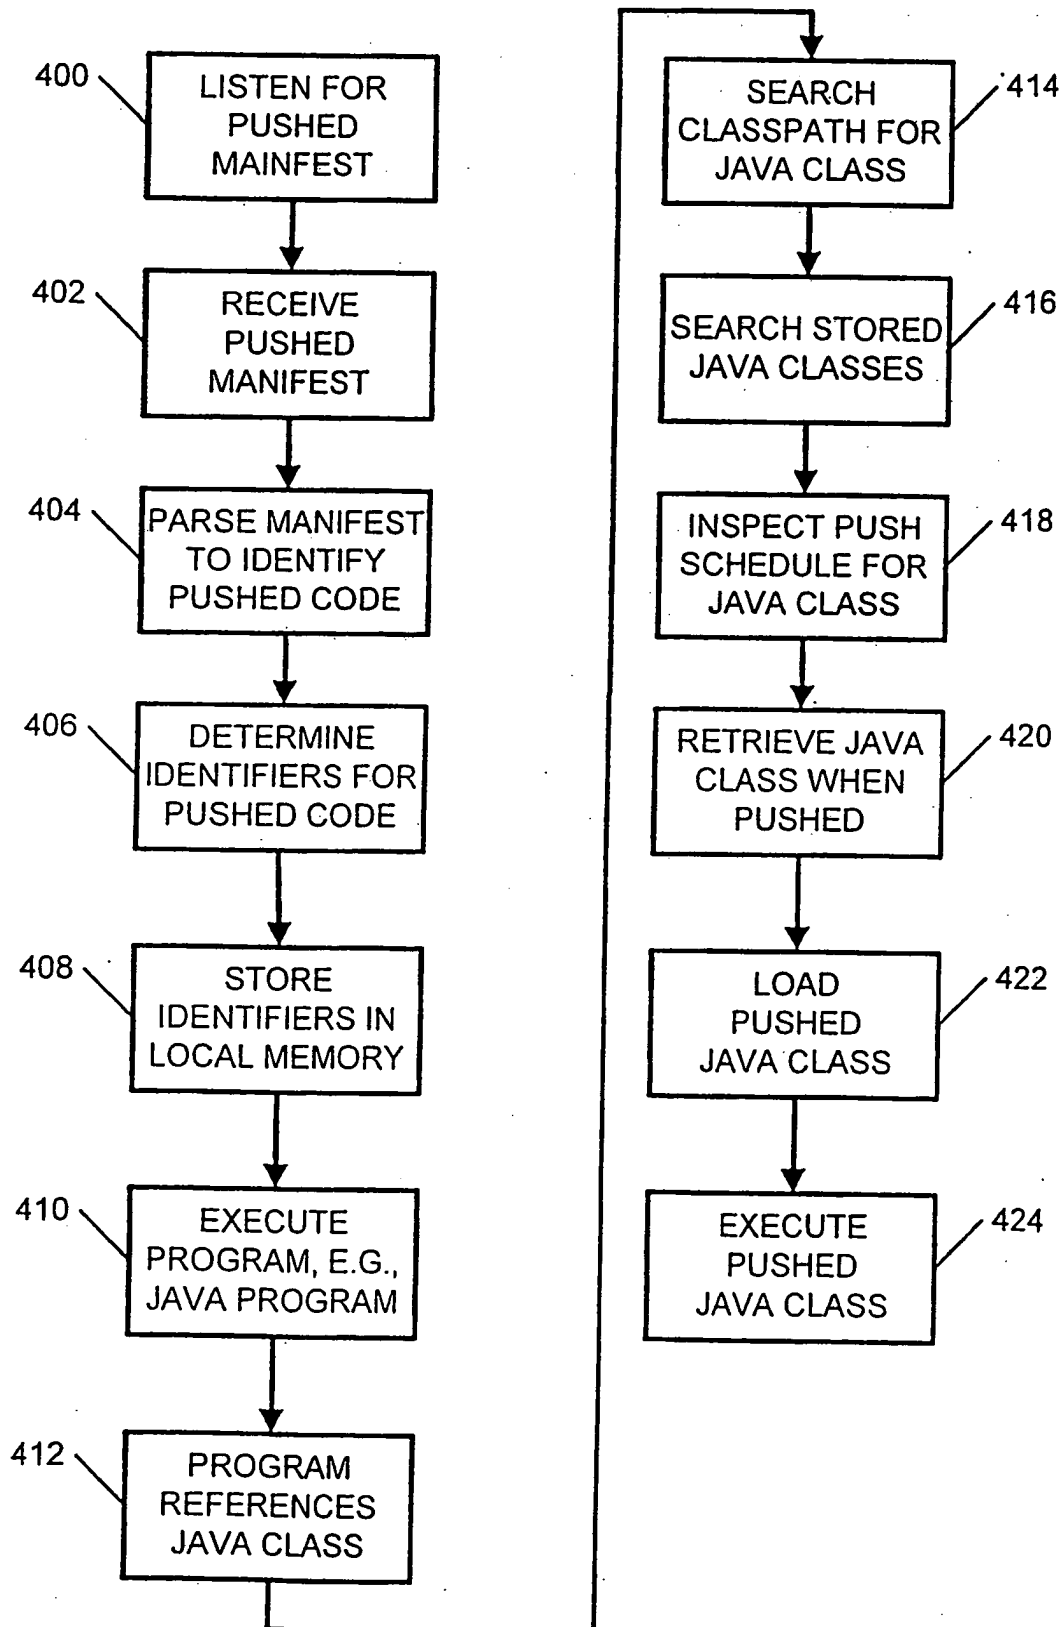 400
LISTEN FOR
PUSHED
MAINFEST
402
RECEIVE
PUSHED
MANIFEST
404
PARSE MANIFEST
TO IDENTIFY
PUSHED CODE
406
DETERMINE
IDENTIFIERS FOR
PUSHED CODE
408
STORE
IDENTIFIERS IN
LOCAL MEMORY
410
EXECUTE
PROGRAM, E.G.,
JAVA PROGRAM
412
PROGRAM
REFERENCES
JAVA CLASS
414
SEARCH
CLASSPATH FOR
JAVA CLASS
416
SEARCH STORED
JAVA CLASSES
418
INSPECT PUSH
SCHEDULE FOR
JAVA CLASS
420
RETRIEVE JAVA
CLASS WHEN
PUSHED
422
LOAD
PUSHED
JAVA CLASS
424
EXECUTE
PUSHED
JAVA CLASS